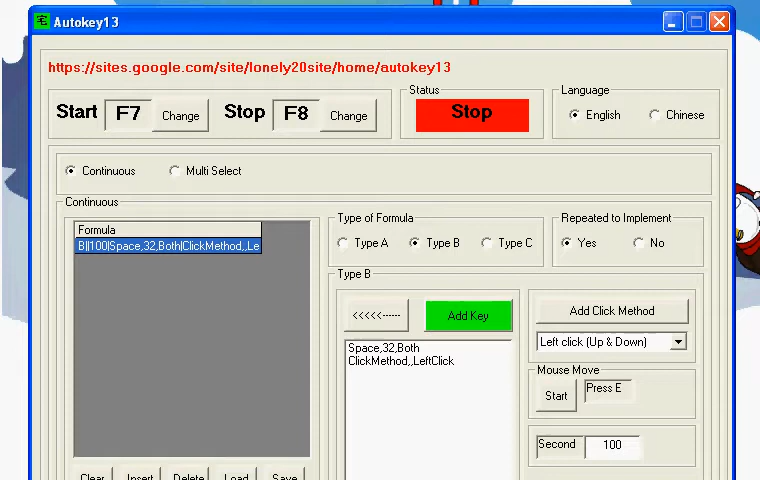 宅 Autokey13
https://sites.google.com/site/lonely20site/home/autokey13
Start F7 Change Stop F8 Change
Status
Stop
Language
English Chinese
Continuous Multi Select
Continuous
Formula
B||100|Space,32,Both|ClickMethod,,Le
Type of Formula
Type A Type B Type C
Repeated to Implement
Yes No
Type B
<<<<<------ Add Key
Space,32,Both
ClickMethod,,LeftClick
Add Click Method
Left click (Up & Down)
Mouse Move
Start Press E
Second 100
Clear Insert Delete Load Save